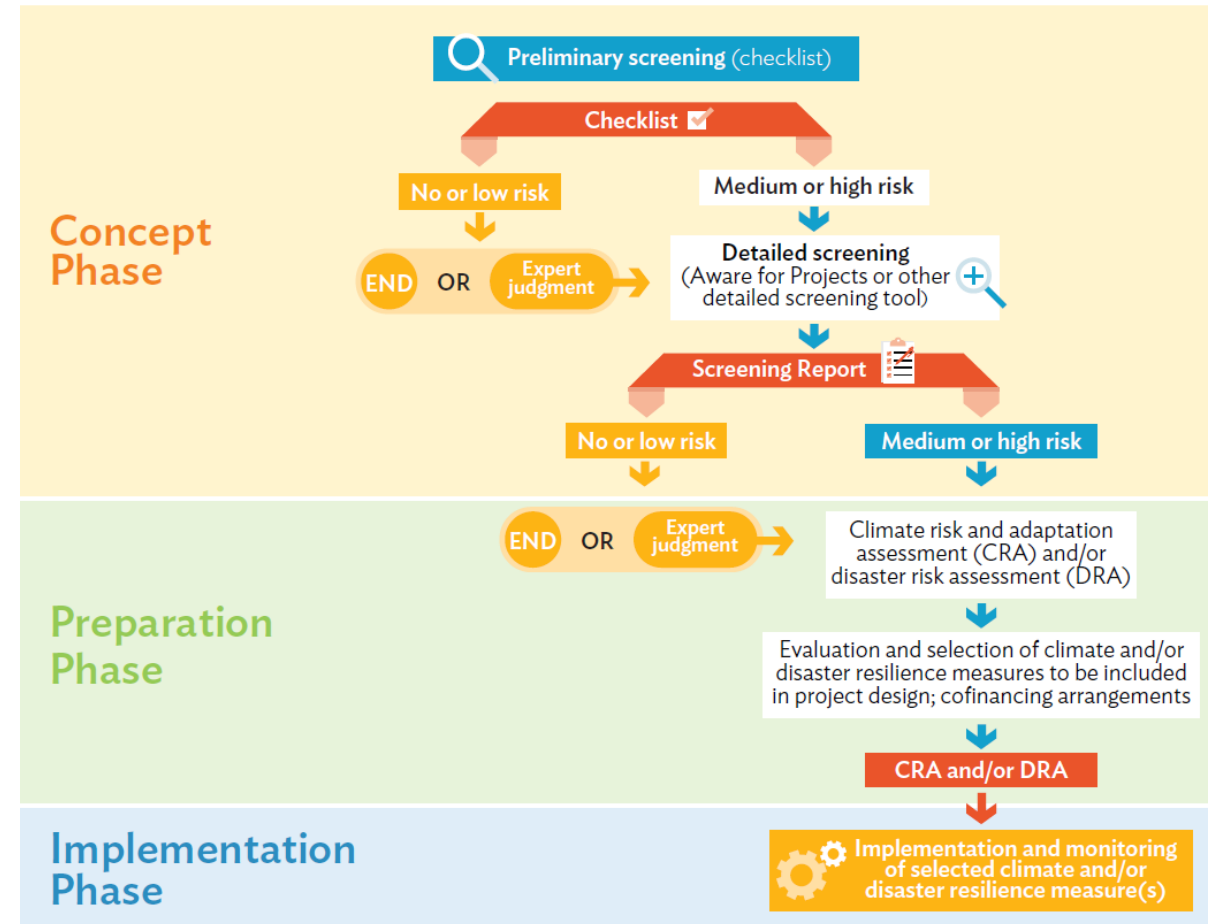 Preliminary screening (checklist)
Checklist
No or low risk
Medium or high risk
Concept
Phase
END OR Expert
judgment
Detailed screening
(Aware for Projects or other
detailed screening tool)
Screening Report
No or low risk
Medium or high risk
END OR Expert
judgment
Climate risk and adaptation
assessment (CRA) and/or
disaster risk assessment (DRA)
Preparation
Phase
Evaluation and selection of climate and/or
disaster resilience measures to be included
in project design; cofinancing arrangements
CRA and/or DRA
Implementation
Phase
Implementation and monitoring
of selected climate and/or
disaster resilience measure(s)